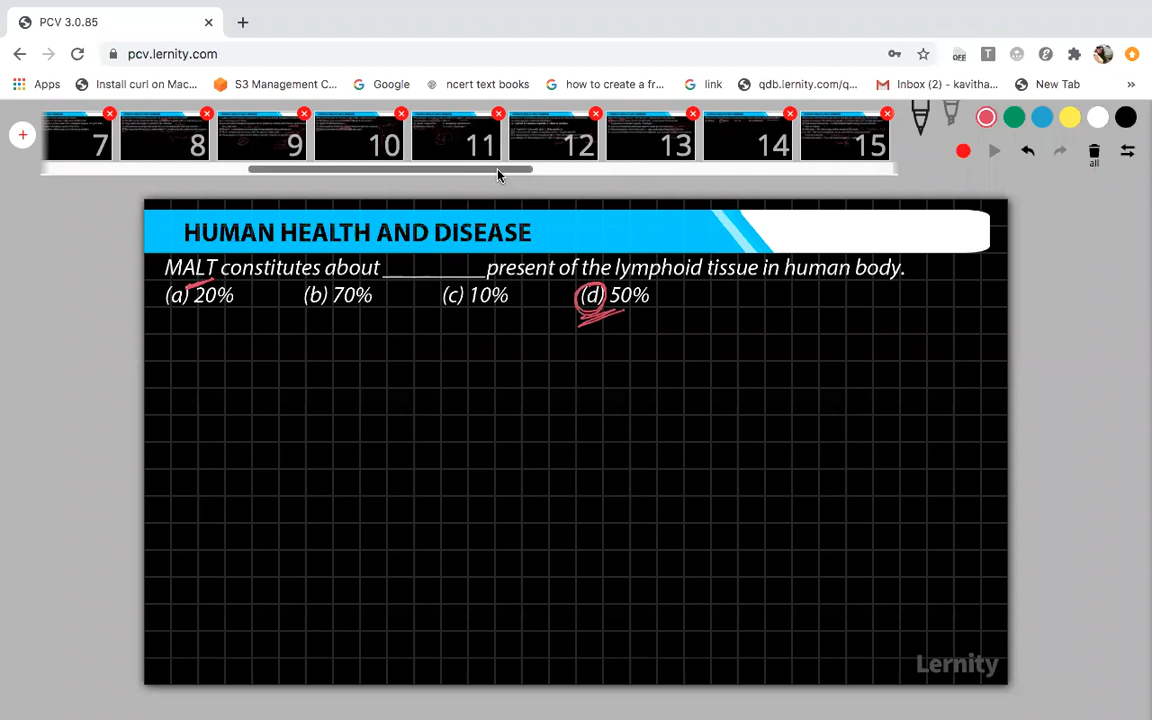 PCV 3.0.85
pcv.lernity.com
Apps Install curl on Mac... S3 Management C... Google ncert text books how to create a fr... link qdb.lernity.com/q... Inbox (2) - kavitha... New Tab »
OFF T
7 8 9 10 11 12 13 14 15
all
HUMAN HEALTH AND DISEASE
MALT constitutes about __________ present of the lymphoid tissue in human body.
(a) 20% (b) 70% (c) 10% (d) 50%
Lernity